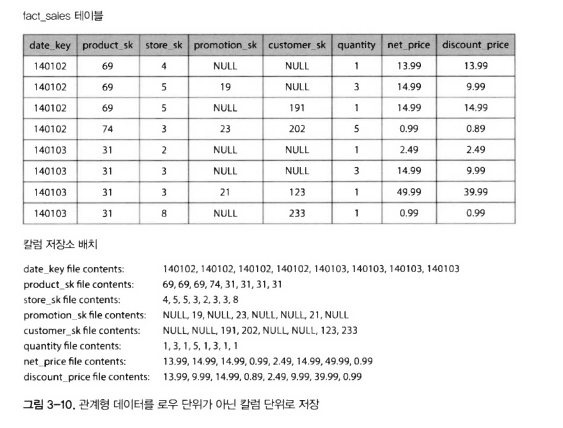 fact_sales 테이블
date_key product_sk store_sk promotion_sk customer_sk quantity net_price discount_price
140102 69 4 NULL NULL 1 13.99 13.99
140102 69 5 19 NULL 3 14.99 9.99
140102 69 5 NULL 191 1 14.99 14.99
140102 74 3 23 202 5 0.99 0.89
140103 31 2 NULL NULL 1 2.49 2.49
140103 31 3 NULL NULL 3 14.99 9.99
140103 31 3 21 123 1 49.99 39.99
140103 31 8 NULL 233 1 0.99 0.99
칼럼 저장소 배치
date_key file contents: 140102, 140102, 140102, 140102, 140103, 140103, 140103, 140103
product_sk file contents: 69, 69, 69, 74, 31, 31, 31, 31
store_sk file contents: 4, 5, 5, 3, 2, 3, 3, 8
promotion_sk file contents: NULL, 19, NULL, 23, NULL, NULL, 21, NULL
customer_sk file contents: NULL, NULL, 191, 202, NULL, NULL, 123, 233
quantity file contents: 1, 3, 1, 5, 1, 3, 1, 1
net_price file contents: 13.99, 14.99, 14.99, 0.99, 2.49, 14.99, 49.99, 0.99
discount_price file contents: 13.99, 9.99, 14.99, 0.89, 2.49, 9.99, 39.99, 0.99
그림 3-10. 관계형 데이터를 로우 단위가 아닌 칼럼 단위로 저장